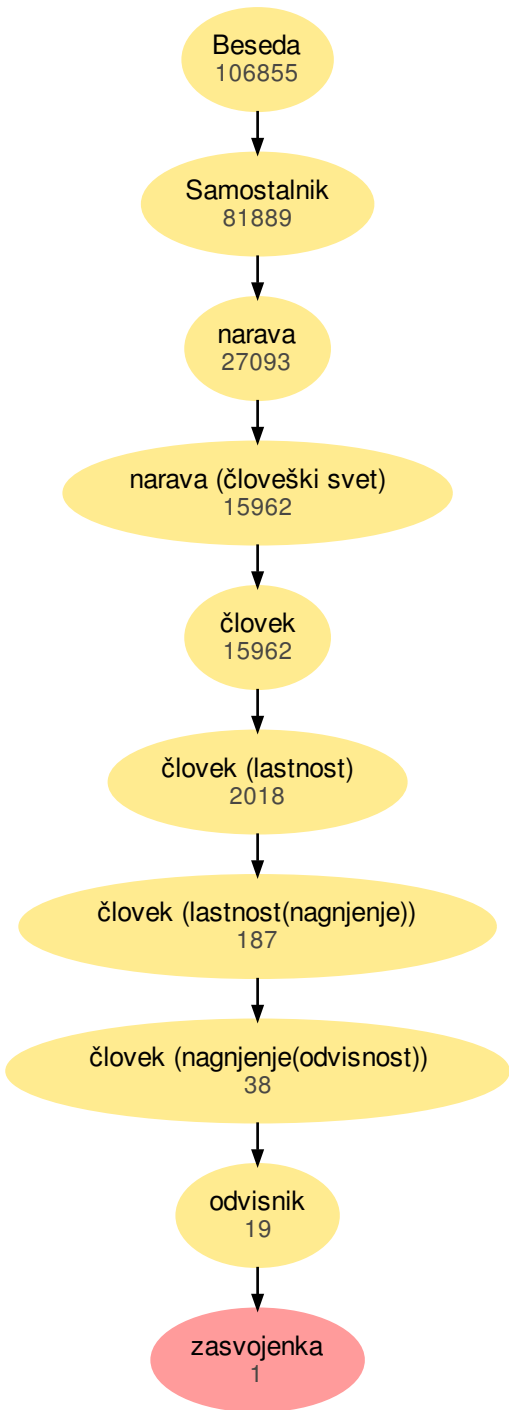 Beseda
106855
Samostalnik
81889
narava
27093
narava (človeški svet)
15962
človek
15962
človek (lastnost)
2018
človek (lastnost(nagnjenje))
187
človek (nagnjenje(odvisnost))
38
odvisnik
19
zasvojenka
1